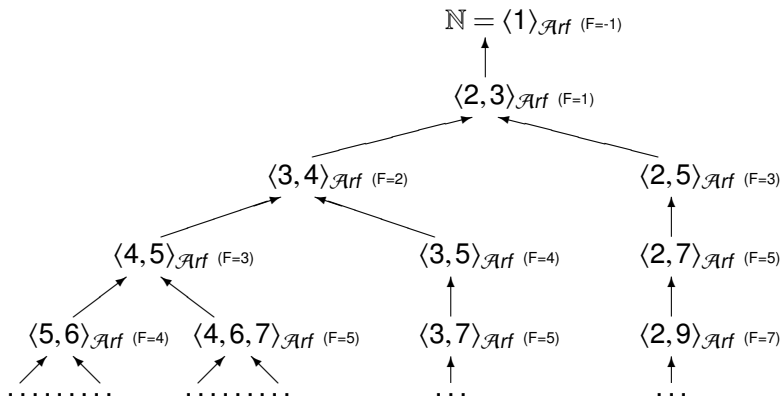 ℕ = ⟨1⟩𝒜rf (F=-1)
⟨2, 3⟩𝒜rf (F=1)
⟨3, 4⟩𝒜rf (F=2) ⟨2, 5⟩𝒜rf (F=3)
⟨4, 5⟩𝒜rf (F=3) ⟨3, 5⟩𝒜rf (F=4) ⟨2, 7⟩𝒜rf (F=5)
⟨5, 6⟩𝒜rf (F=4) ⟨4, 6, 7⟩𝒜rf (F=5) ⟨3, 7⟩𝒜rf (F=5) ⟨2, 9⟩𝒜rf (F=7)
......... ......... ... ...